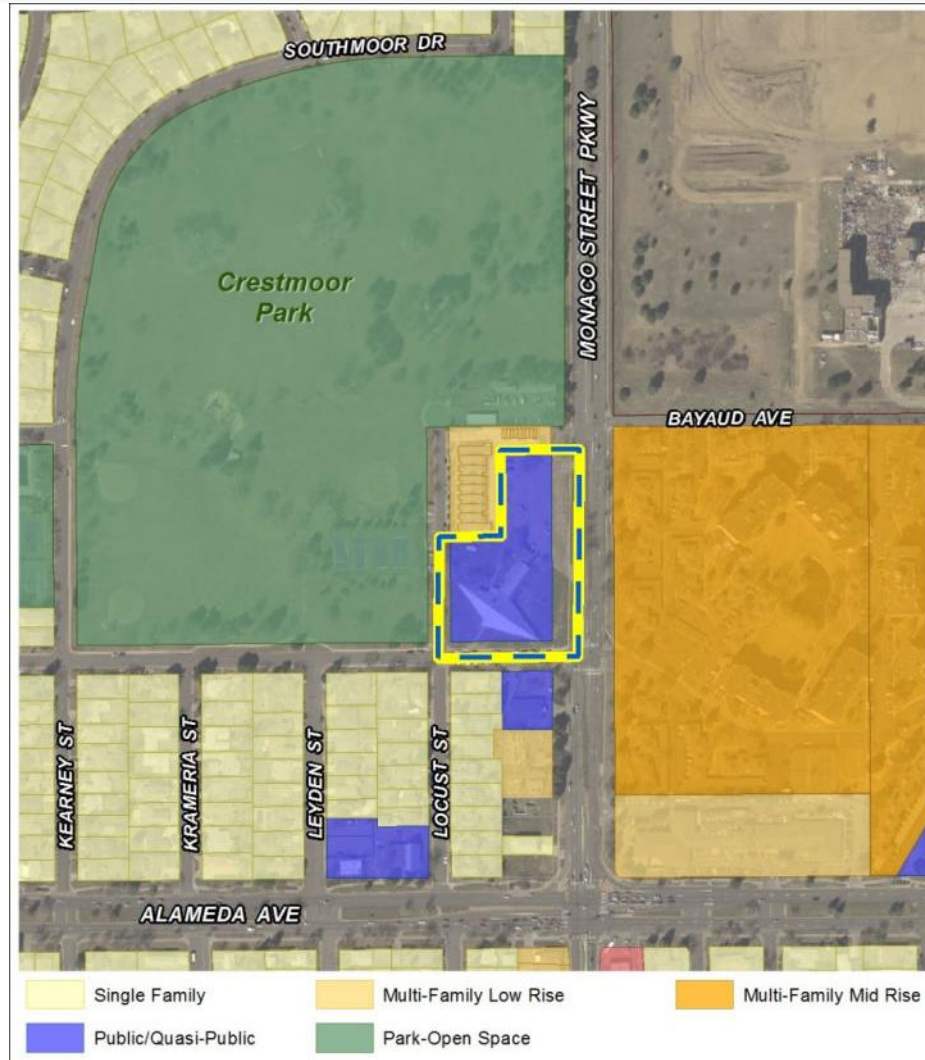 SOUTHMOOR DR
MONACO STREET PKWY
Crestmoor
Park
BAYAUD AVE
KEARNEY ST
KRAMERIA ST
LEYDEN ST
LOCUST ST
ALAMEDA AVE
Single Family
Multi-Family Low Rise
Multi-Family Mid Rise
Public/Quasi-Public
Park-Open Space